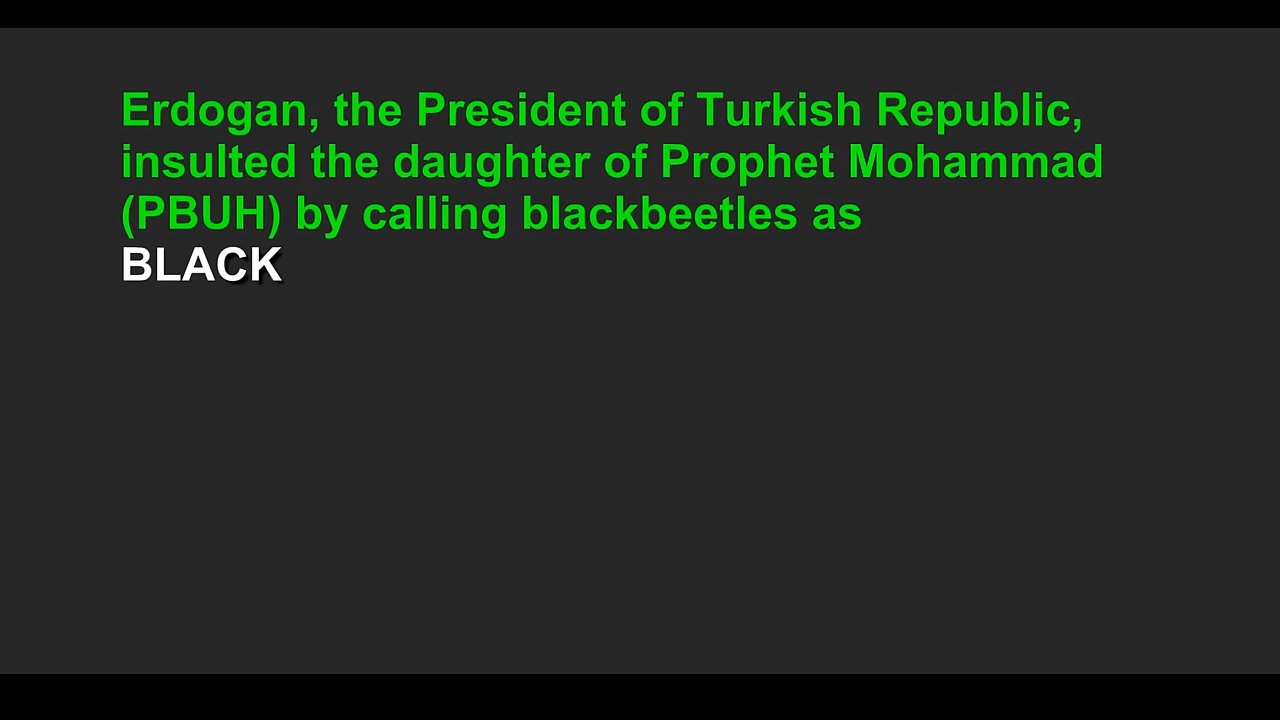 Erdogan, the President of Turkish Republic,
insulted the daughter of Prophet Mohammad
(PBUH) by calling blackbeetles as
BLACK